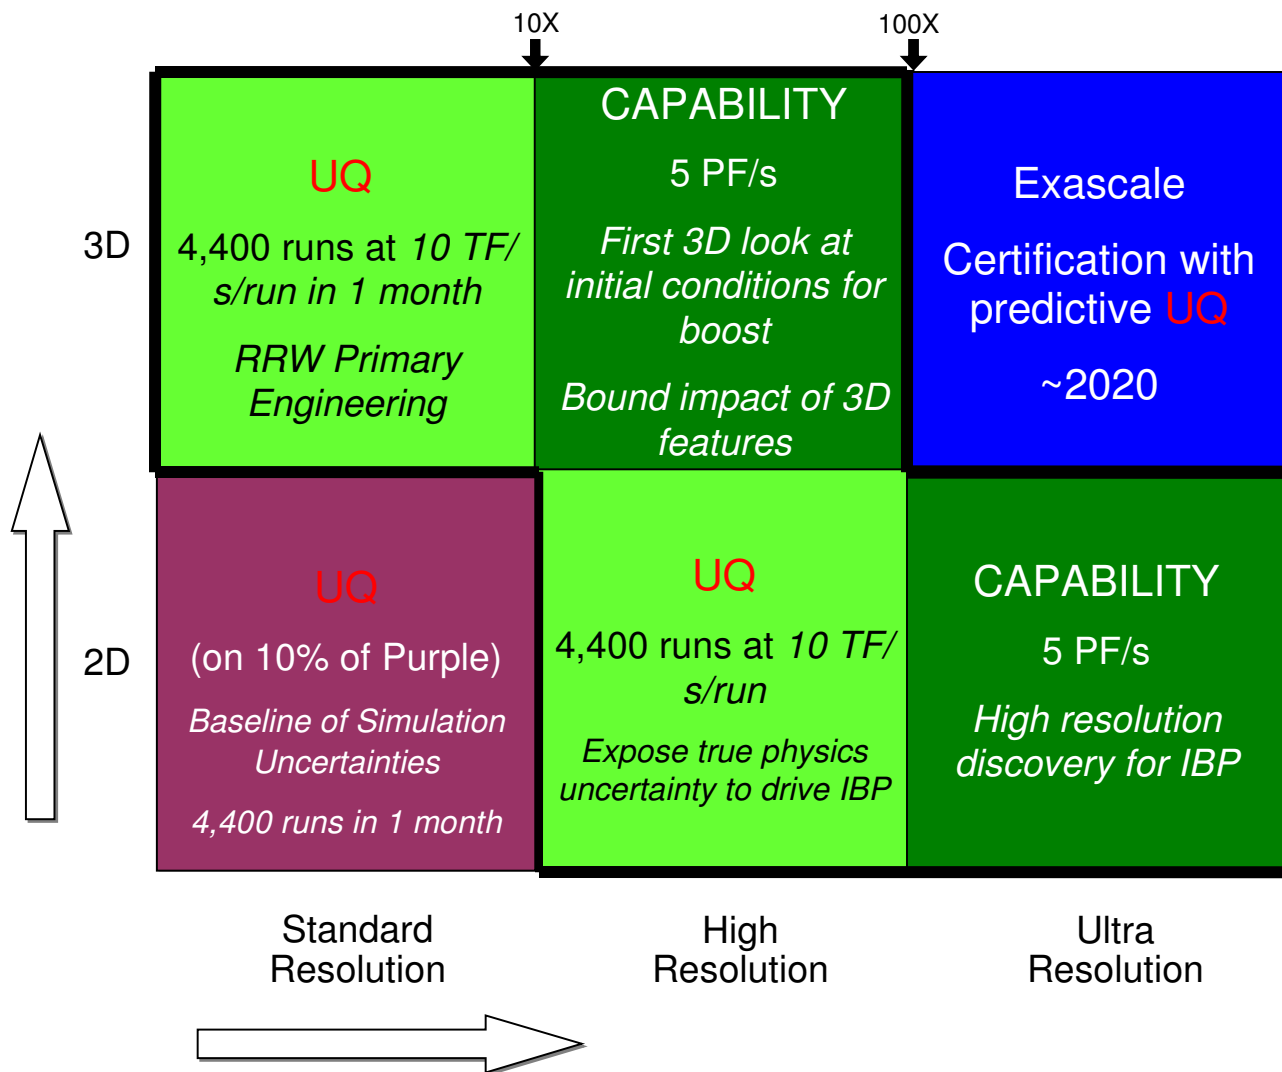 10X
100X
3D
UQ
4,400 runs at 10 TF/
s/run in 1 month
RRW Primary
Engineering
CAPABILITY
5 PF/s
First 3D look at
initial conditions for
boost
Bound impact of 3D
features
Exascale
Certification with
predictive UQ
~2020
2D
UQ
(on 10% of Purple)
Baseline of Simulation
Uncertainties
4,400 runs in 1 month
UQ
4,400 runs at 10 TF/
s/run
Expose true physics
uncertainty to drive IBP
CAPABILITY
5 PF/s
High resolution
discovery for IBP
Standard
Resolution
High
Resolution
Ultra
Resolution